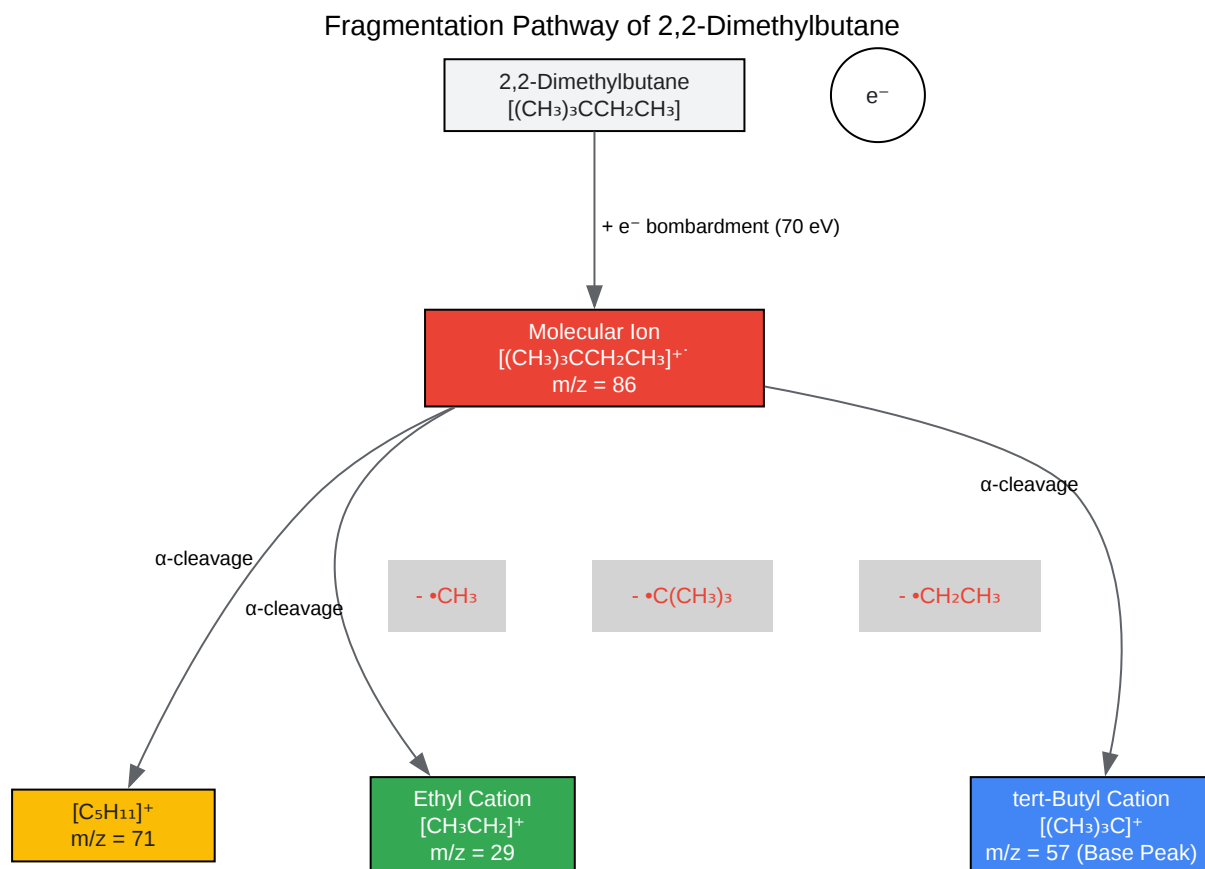 Fragmentation Pathway of 2,2-Dimethylbutane
2,2-Dimethylbutane
[(CH₃)₃CCH₂CH₃]
e⁻
+ e⁻ bombardment (70 eV)
Molecular Ion
[(CH₃)₃CCH₂CH₃]⁺˙
m/z = 86
α-cleavage
α-cleavage
α-cleavage
- •CH₃
- •C(CH₃)₃
- •CH₂CH₃
[C₅H₁₁]⁺
m/z = 71
Ethyl Cation
[CH₃CH₂]⁺
m/z = 29
tert-Butyl Cation
[(CH₃)₃C]⁺
m/z = 57 (Base Peak)